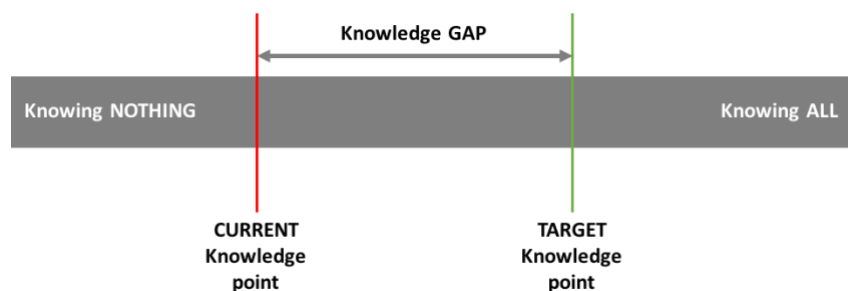 Knowledge GAP
Knowing NOTHING
Knowing ALL
CURRENT
Knowledge
point
TARGET
Knowledge
point